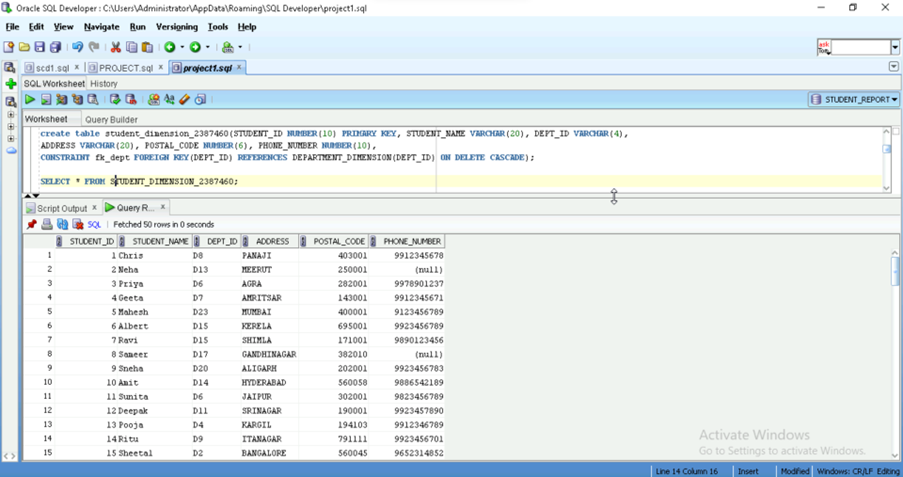 Oracle SQL Developer : C:\Users\Administrator\AppData\Roaming\SQL Developer\project1.sql
File Edit View Navigate Run Versioning Tools Help
ask
Tom
scd1.sql × PROJECT.sql × project1.sql ×
SQL Worksheet History
STUDENT_REPORT
Worksheet Query Builder
create table student_dimension_2387460(STUDENT_ID NUMBER(10) PRIMARY KEY, STUDENT_NAME VARCHAR(20), DEPT_ID VARCHAR(4),
ADDRESS VARCHAR(20), POSTAL_CODE NUMBER(6), PHONE_NUMBER NUMBER(10),
CONSTRAINT fk_dept FOREIGN KEY(DEPT_ID) REFERENCES DEPARTMENT_DIMENSION(DEPT_ID) ON DELETE CASCADE);
SELECT * FROM STUDENT_DIMENSION_2387460;
Script Output × Query R... ×
SQL | Fetched 50 rows in 0 seconds
STUDENT_ID STUDENT_NAME DEPT_ID ADDRESS POSTAL_CODE PHONE_NUMBER
1 1 Chris D8 PANAJI 403001 9912345678
2 2 Neha D13 MEERUT 250001 (null)
3 3 Priya D6 AGRA 282001 9978901237
4 4 Geeta D7 AMRITSAR 143001 9912345671
5 5 Mahesh D23 MUMBAI 400001 9123456789
6 6 Albert D15 KERELA 695001 9923456789
7 7 Ravi D15 SHIMLA 171001 9890123456
8 8 Sameer D17 GANDHINAGAR 382010 (null)
9 9 Sneha D20 ALIGARH 202001 9923456783
10 10 Amit D14 HYDERABAD 560058 9886542189
11 11 Sunita D6 JAIPUR 302001 9823456789
12 12 Deepak D11 SRINAGAR 190001 9923457890
13 13 Pooja D4 KARGIL 194103 9912346789
14 14 Ritu D9 ITANAGAR 791111 9923456701
15 15 Sheetal D2 BANGALORE 560045 9652314852
Activate Windows
Go to Settings to activate Windows.
Line 14 Column 16 Insert Modified Windows: CR/LF Editing